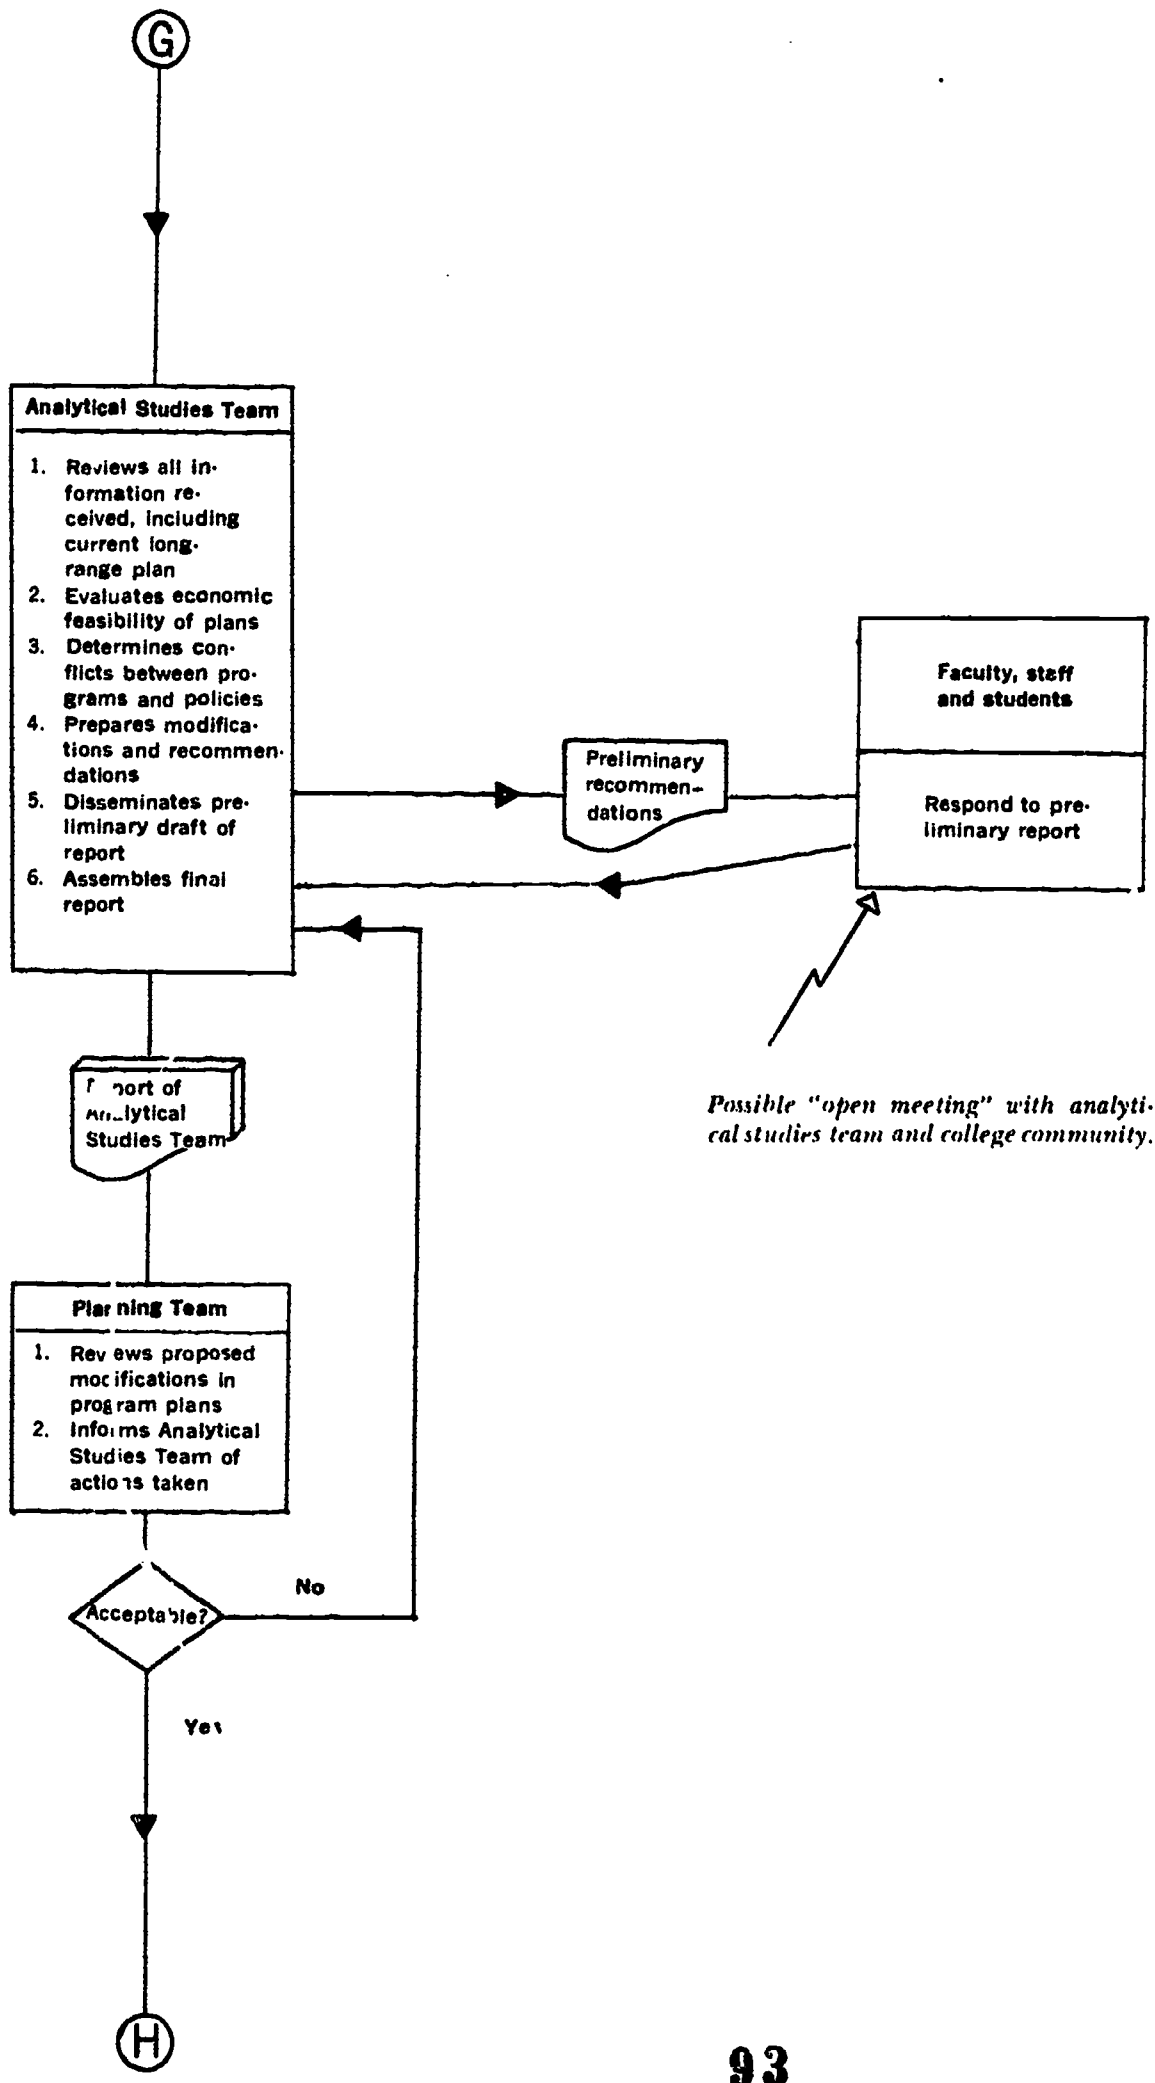 G
Analytical Studies Team
1. Reviews all in-
formation re-
ceived, including
current long-
range plan
2. Evaluates economic
feasibility of plans
3. Determines con-
flicts between pro-
grams and policies
4. Prepares modifica-
tions and recommen-
dations
5. Disseminates pre-
liminary draft of
report
6. Assembles final
report
Preliminary
recommen-
dations
Faculty, staff
and students
Respond to pre-
liminary report
Possible "open meeting" with analyti-
cal studies team and college community.
Report of
Analytical
Studies Team
Planning Team
1. Reviews proposed
modifications in
program plans
2. Informs Analytical
Studies Team of
actions taken
Acceptable?
No
Yes
H
93